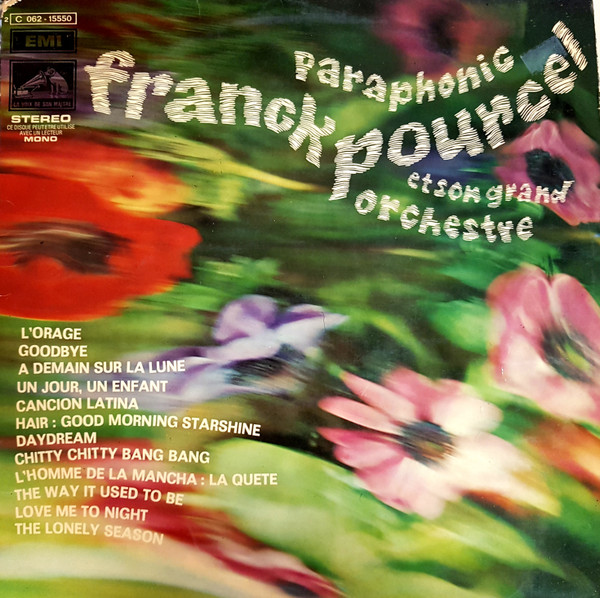 2 C 062-15550
EMI
LA VOIX DE SON MAITRE
STEREO
CE DISQUE PEUT ETRE UTILISE
AVEC UN LECTEUR
MONO
paraphonic
franck pourcel
et son grand
orchestre
L'ORAGE
GOODBYE
A DEMAIN SUR LA LUNE
UN JOUR, UN ENFANT
CANCION LATINA
HAIR : GOOD MORNING STARSHINE
DAYDREAM
CHITTY CHITTY BANG BANG
L'HOMME DE LA MANCHA : LA QUETE
THE WAY IT USED TO BE
LOVE ME TO NIGHT
THE LONELY SEASON